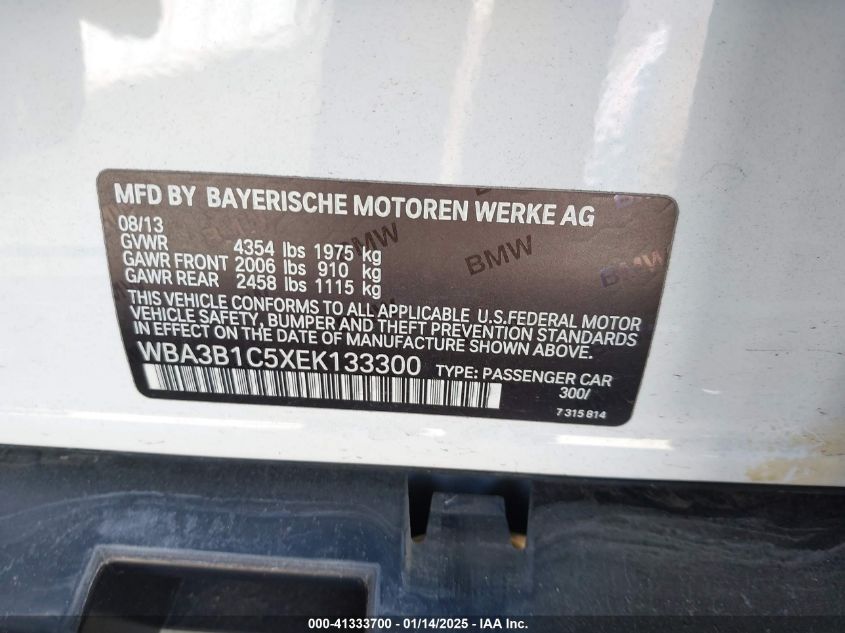 MFD BY BAYERISCHE MOTOREN WERKE AG
08/13
GVWR 4354 lbs 1975 kg
GAWR FRONT 2006 lbs 910 kg
GAWR REAR 2458 lbs 1115 kg
THIS VEHICLE CONFORMS TO ALL APPLICABLE U.S.FEDERAL MOTOR
VEHICLE SAFETY, BUMPER AND THEFT PREVENTION STANDARDS
IN EFFECT ON THE DATE OF MANUFACTURE SHOWN ABOVE.
WBA3B1C5XEK133300 TYPE: PASSENGER CAR
300/
7 315 814
BMW
BMW
BMW
000-41333700 - 01/14/2025 - IAA Inc.